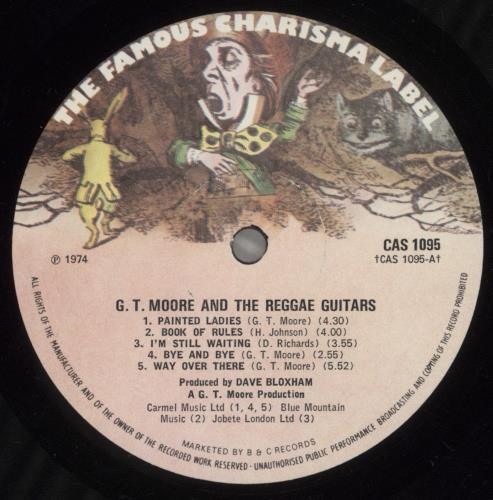 THE FAMOUS CHARISMA LABEL
℗ 1974
CAS 1095
†CAS 1095-A†
G. T. MOORE AND THE REGGAE GUITARS
1. PAINTED LADIES (G. T. Moore) (4.30)
2. BOOK OF RULES (H. Johnson) (4.00)
3. I'M STILL WAITING (D. Richards) (3.55)
4. BYE AND BYE (G. T. Moore) (2.55)
5. WAY OVER THERE (G. T. Moore) (5.52)
Produced by DAVE BLOXHAM
A G. T. Moore Production
Carmel Music Ltd (1, 4, 5) Blue Mountain
Music (2) Jobete London Ltd (3)
MARKETED BY B & C RECORDS
ALL RIGHTS OF THE MANUFACTURER AND OF THE OWNER OF THE RECORDED WORK RESERVED · UNAUTHORISED PUBLIC PERFORMANCE BROADCASTING AND COPYING OF THIS RECORD PROHIBITED